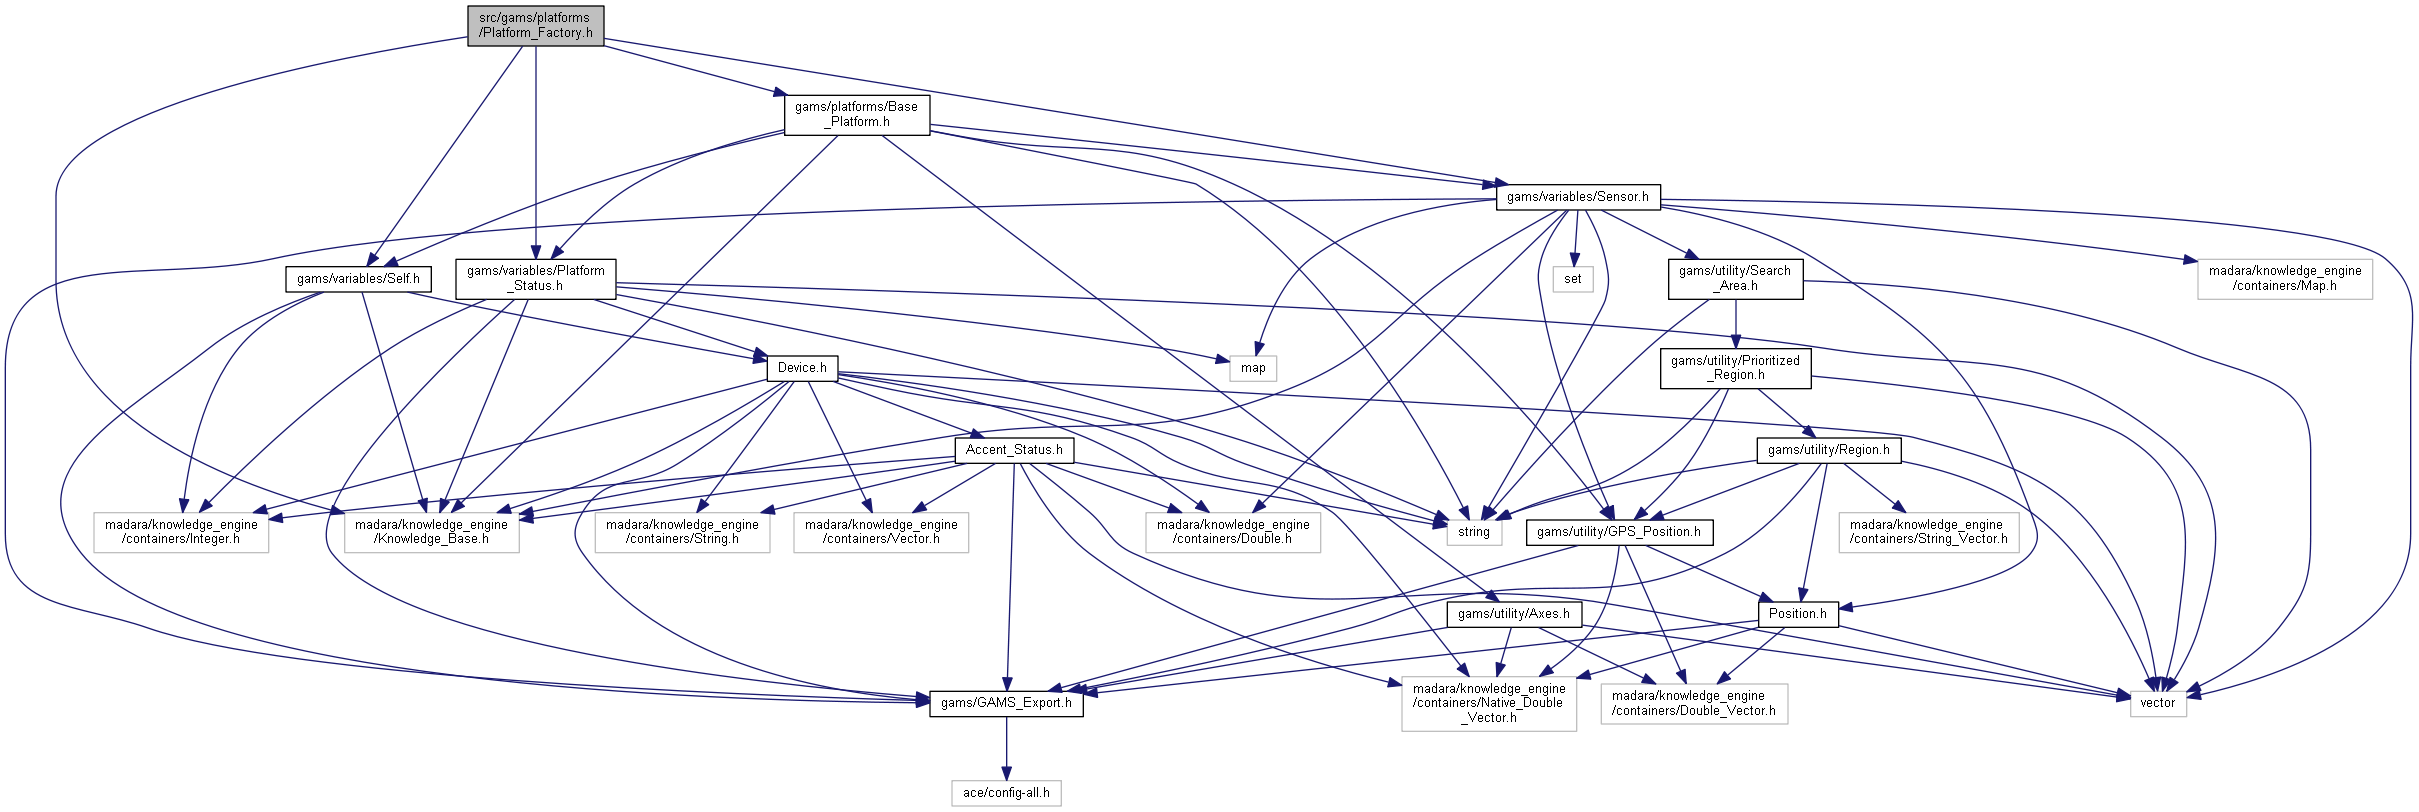 src/gams/platforms
/Platform_Factory.h
gams/platforms/Base
_Platform.h
gams/variables/Sensor.h
gams/variables/Self.h
gams/variables/Platform
_Status.h
set
gams/utility/Search
_Area.h
madara/knowledge_engine
/containers/Map.h
Device.h
map
gams/utility/Prioritized
_Region.h
Accent_Status.h
gams/utility/Region.h
madara/knowledge_engine
/containers/Integer.h
madara/knowledge_engine
/Knowledge_Base.h
madara/knowledge_engine
/containers/String.h
madara/knowledge_engine
/containers/Vector.h
madara/knowledge_engine
/containers/Double.h
string
gams/utility/GPS_Position.h
madara/knowledge_engine
/containers/String_Vector.h
gams/utility/Axes.h
Position.h
gams/GAMS_Export.h
madara/knowledge_engine
/containers/Native_Double
_Vector.h
madara/knowledge_engine
/containers/Double_Vector.h
vector
ace/config-all.h